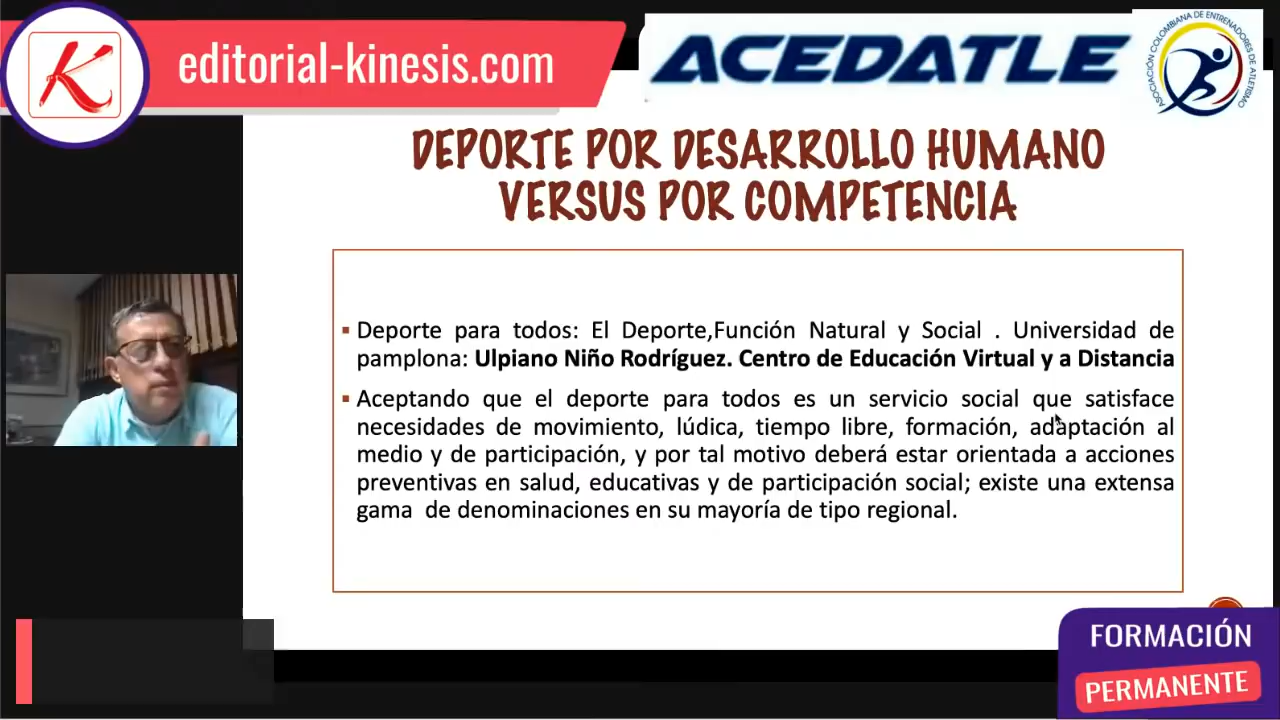 K
editorial-kinesis.com
ACEDATLE
ASOCIACIÓN COLOMBIANA DE ENTRENADORES DE ATLETISMO
DEPORTE POR DESARROLLO HUMANO
VERSUS POR COMPETENCIA
▪ Deporte para todos: El Deporte,Función Natural y Social . Universidad de
pamplona: Ulpiano Niño Rodríguez. Centro de Educación Virtual y a Distancia
▪ Aceptando que el deporte para todos es un servicio social que satisface
necesidades de movimiento, lúdica, tiempo libre, formación, adaptación al
medio y de participación, y por tal motivo deberá estar orientada a acciones
preventivas en salud, educativas y de participación social; existe una extensa
gama de denominaciones en su mayoría de tipo regional.
FORMACIÓN
PERMANENTE